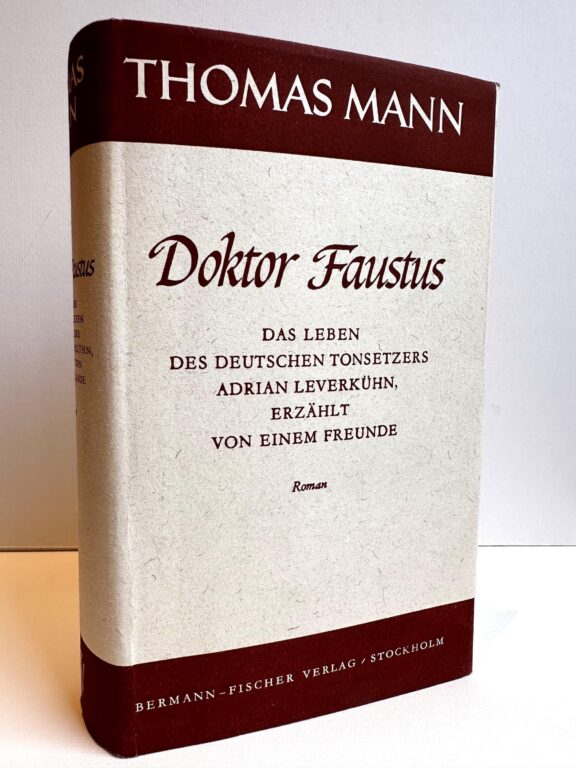 THOMAS MANN
Doktor Faustus
DAS LEBEN
DES DEUTSCHEN TONSETZERS
ADRIAN LEVERKÜHN,
ERZÄHLT
VON EINEM FREUNDE
Roman
BERMANN-FISCHER VERLAG / STOCKHOLM